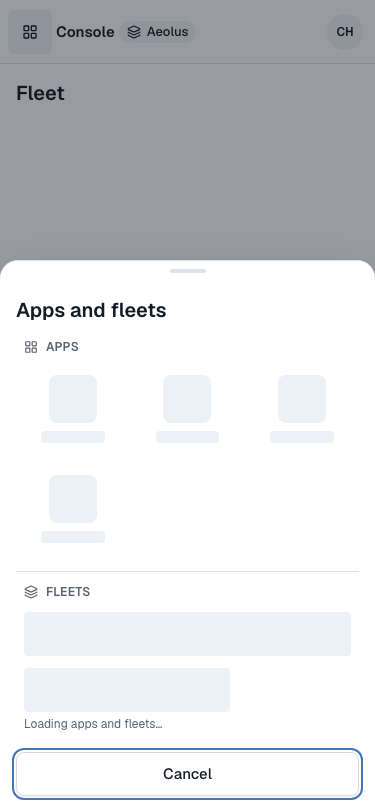 Console Aeolus CH
Fleet
Apps and fleets
APPS
FLEETS
Loading apps and fleets…
Cancel